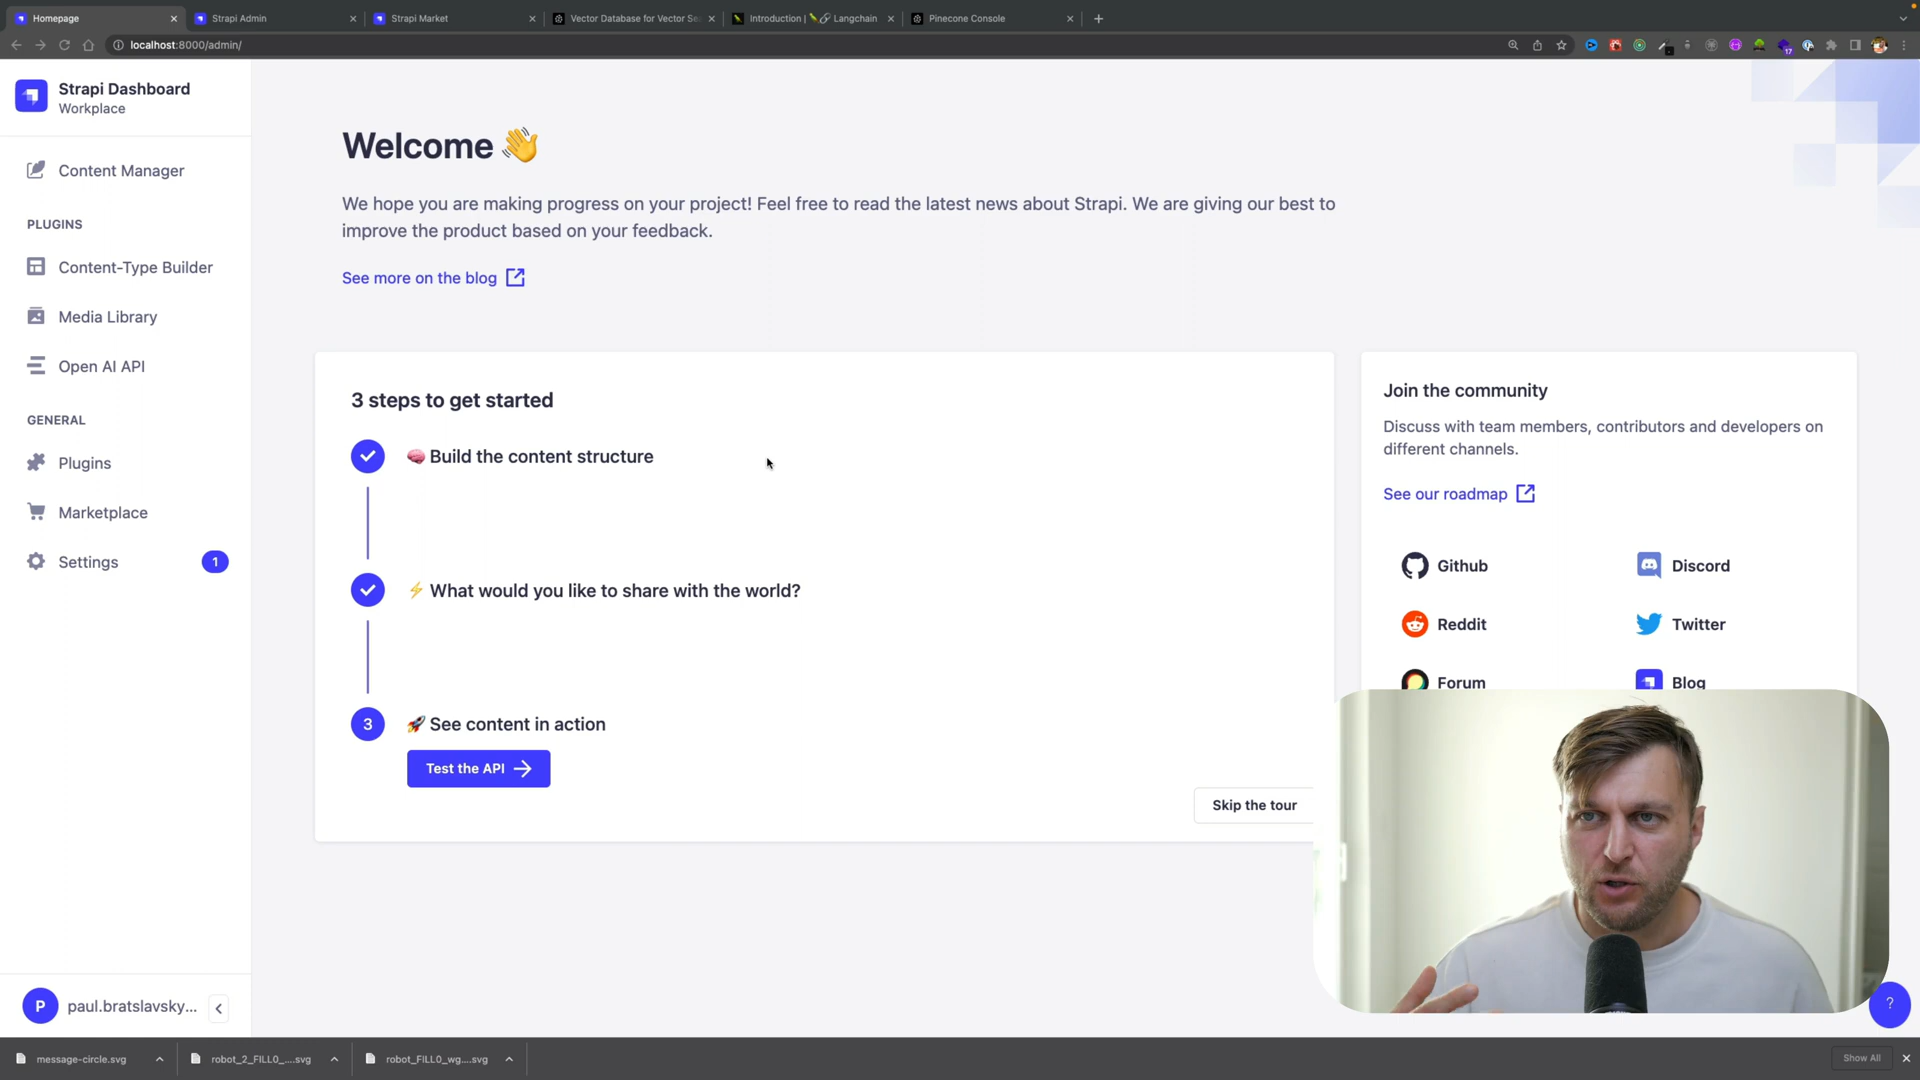 Homepage
Strapi Admin
Strapi Market
Vector Database for Vector Se
Introduction | 🦜🔗 Langchain
Pinecone Console
localhost:8000/admin/
17
Strapi Dashboard
Workplace
Content Manager
PLUGINS
Content-Type Builder
Media Library
Open AI API
GENERAL
Plugins
Marketplace
Settings
1
P
paul.bratslavsky...
Welcome 👋
We hope you are making progress on your project! Feel free to read the latest news about Strapi. We are giving our best to
improve the product based on your feedback.
See more on the blog
3 steps to get started
🧠 Build the content structure
⚡️ What would you like to share with the world?
3
🚀 See content in action
Test the API
Skip the tour
Join the community
Discuss with team members, contributors and developers on
different channels.
See our roadmap
Github
Discord
Reddit
Twitter
Forum
Blog
?
message-circle.svg
robot_2_FILL0_....svg
robot_FILL0_wg....svg
Show All